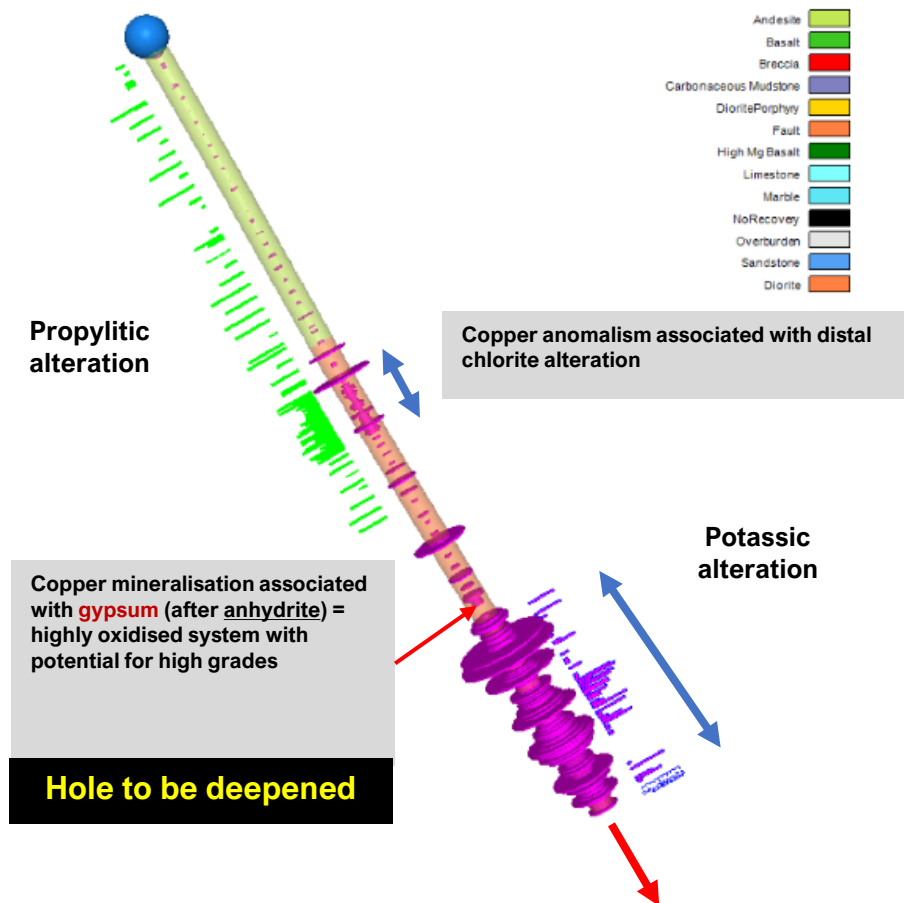 Andesite
Basalt
Breccia
Carbonaceous Mudstone
DioritePorphyry
Fault
High Mg Basalt
Limestone
Marble
NoRecovery
Overburden
Sandstone
Diorite
Propylitic
alteration
Copper anomalism associated with distal
chlorite alteration
Potassic
alteration
Copper mineralisation associated
with gypsum (after anhydrite) =
highly oxidised system with
potential for high grades
Hole to be deepened